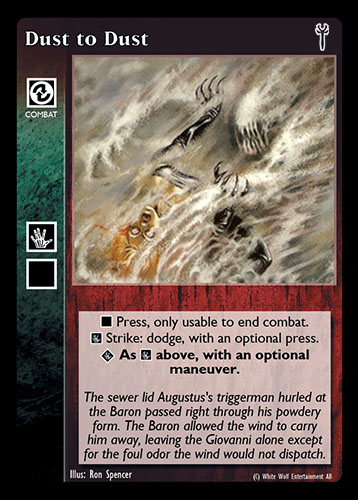 Dust to Dust
COMBAT
Press, only usable to end combat.
Strike: dodge, with an optional press.
As above, with an optional
maneuver.
The sewer lid Augustus's triggerman hurled at
the Baron passed right through his powdery
form. The Baron allowed the wind to carry
him away, leaving the Giovanni alone except
for the foul odor the wind would not dispatch.
Illus: Ron Spencer
(C) White Wolf Entertainment AB